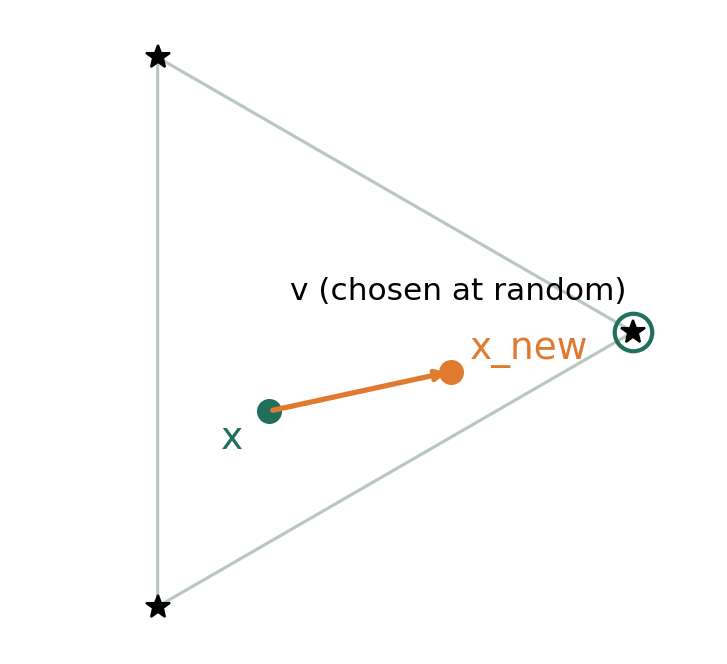 v (chosen at random)
x_new
x